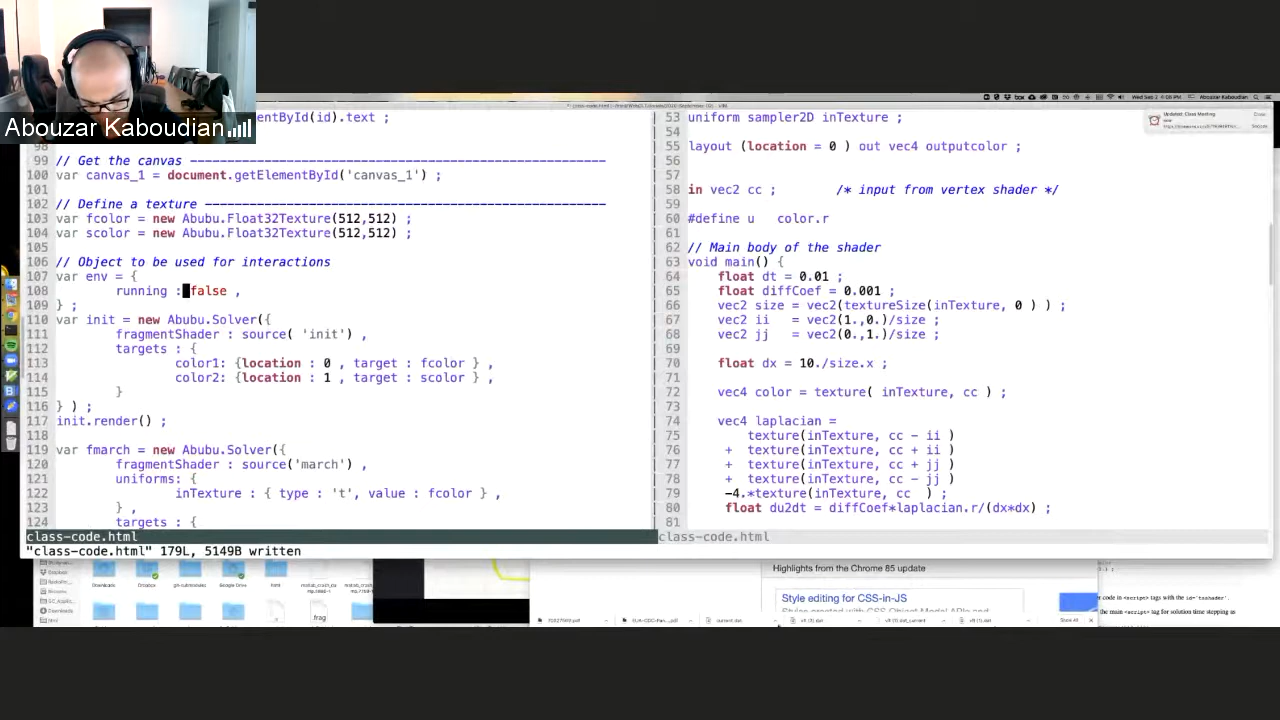 Abouzar Kaboudian
mentById(id).text ;
98
99 // Get the canvas ----------------------------------------------------------
100 var canvas_1 = document.getElementById('canvas_1') ;
101
102 // Define a texture --------------------------------------------------------
103 var fcolor = new Abubu.Float32Texture(512,512) ;
104 var scolor = new Abubu.Float32Texture(512,512) ;
105
106 // Object to be used for interactions
107 var env = {
108 running : false ,
109 } ;
110 var init = new Abubu.Solver({
111 fragmentShader : source( 'init') ,
112 targets : {
113 color1: {location : 0 , target : fcolor } ,
114 color2: {location : 1 , target : scolor } ,
115 }
116 } ) ;
117 init.render() ;
118
119 var fmarch = new Abubu.Solver({
120 fragmentShader : source('march') ,
121 uniforms: {
122 inTexture : { type : 't', value : fcolor } ,
123 } ,
124 targets : {
class-code.html
"class-code.html" 179L, 5149B written
53 uniform sampler2D inTexture ;
54
55 layout (location = 0 ) out vec4 outputcolor ;
56
57
58 in vec2 cc ; /* input from vertex shader */
59
60 #define u color.r
61
62 // Main body of the shader
63 void main() {
64 float dt = 0.01 ;
65 float diffCoef = 0.001 ;
66 vec2 size = vec2(textureSize(inTexture, 0 ) ) ;
67 vec2 ii = vec2(1.,0.)/size ;
68 vec2 jj = vec2(0.,1.)/size ;
69
70 float dx = 10./size.x ;
71
72 vec4 color = texture( inTexture, cc ) ;
73
74 vec4 laplacian =
75 texture(inTexture, cc - ii )
76 + texture(inTexture, cc + ii )
77 + texture(inTexture, cc + jj )
78 + texture(inTexture, cc - jj )
79 -4.*texture(inTexture, cc ) ;
80 float du2dt = diffCoef*laplacian.r/(dx*dx) ;
81
class-code.html
Highlights from the Chrome 85 update
Style editing for CSS-in-JS
frag